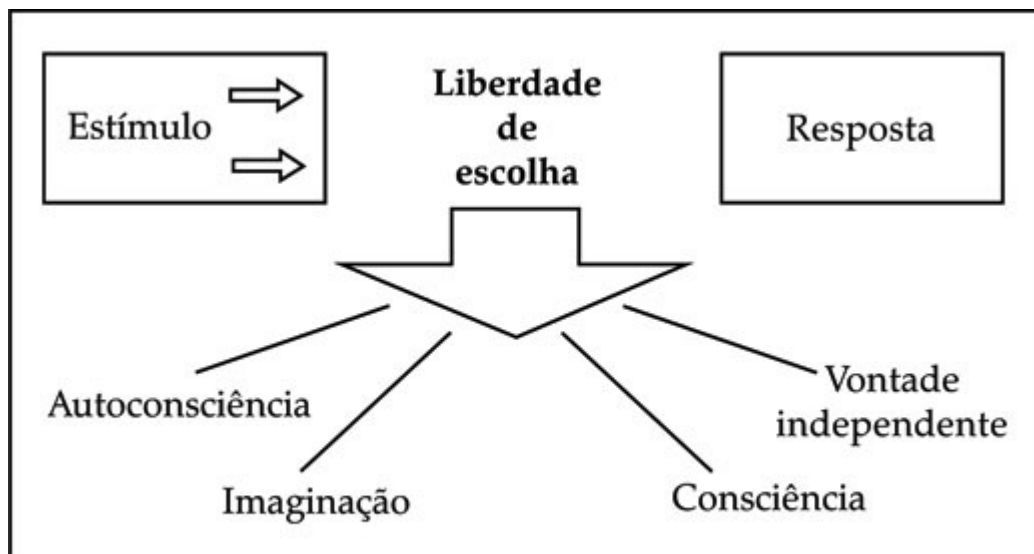 Estímulo
Liberdade
de
escolha
Resposta
Autoconsciência
Imaginação
Consciência
Vontade
independente